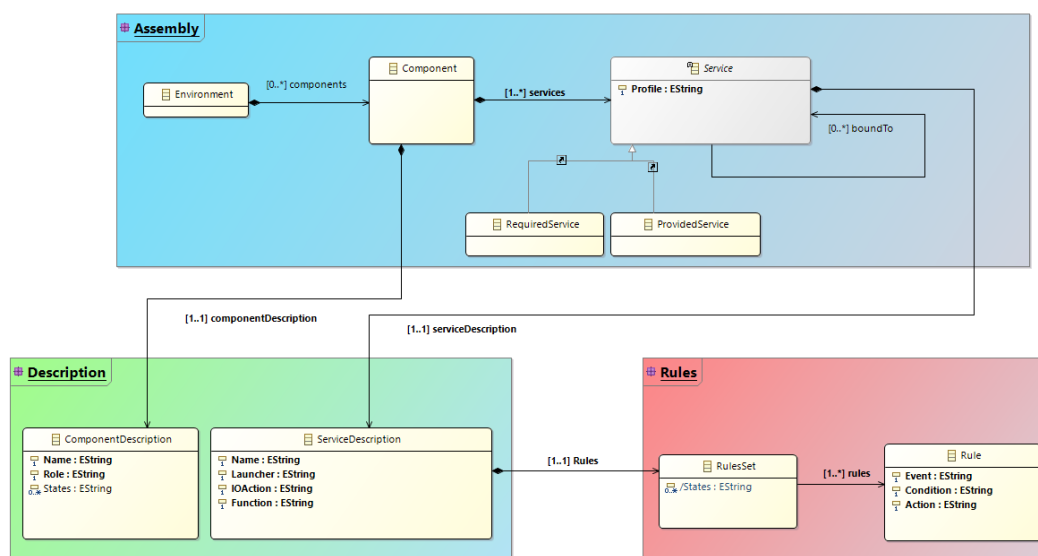 Assembly
Environment
[0..*] components
Component
[1..*] services
Service
Profile : EString
[0..*] boundTo
RequiredService
ProvidedService
[1..1] componentDescription
[1..1] serviceDescription
Description
ComponentDescription
Name : EString
Role : EString
0..* States : EString
ServiceDescription
Name : EString
Launcher : EString
IOAction : EString
Function : EString
[1..1] Rules
Rules
RulesSet
0..* /States : EString
[1..*] rules
Rule
Event : EString
Condition : EString
Action : EString